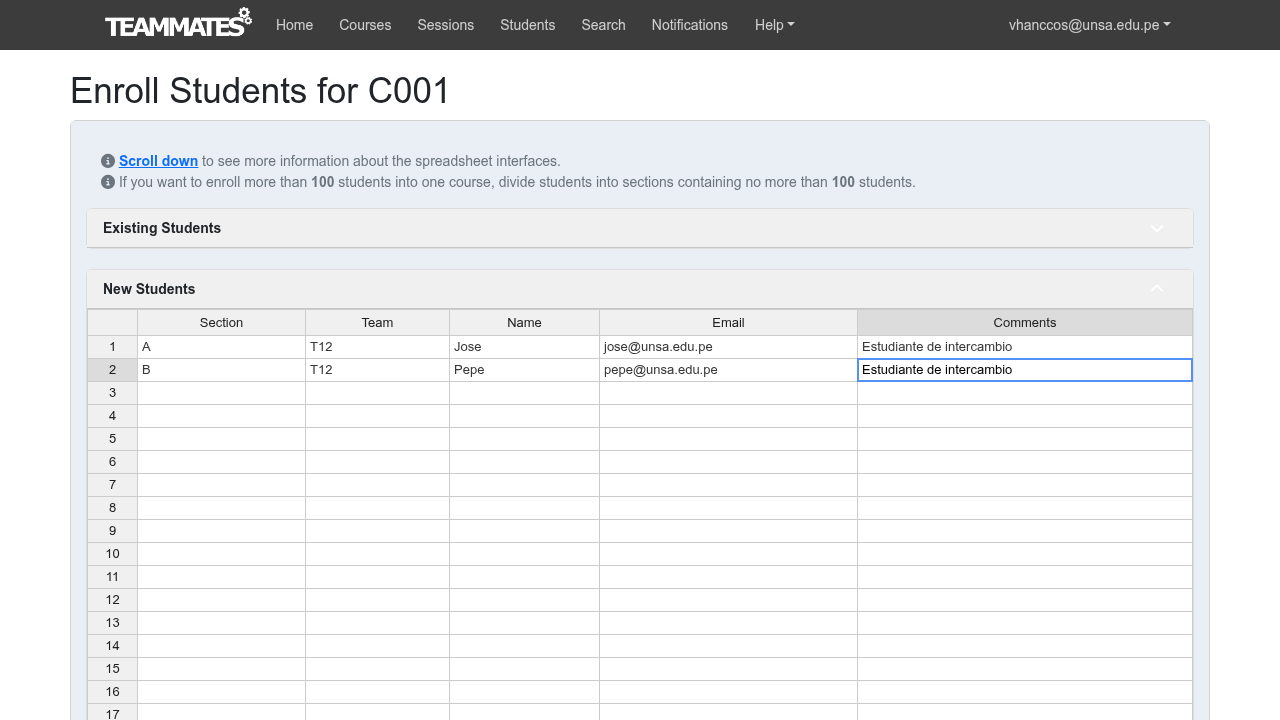 TEAMMATES Home Courses Sessions Students Search Notifications Help vhanccos@unsa.edu.pe
Enroll Students for C001
Scroll down to see more information about the spreadsheet interfaces.
If you want to enroll more than 100 students into one course, divide students into sections containing no more than 100 students.
Existing Students
New Students
Section Team Name Email Comments
1 A T12 Jose jose@unsa.edu.pe Estudiante de intercambio
2 B T12 Pepe pepe@unsa.edu.pe Estudiante de intercambio
3
4
5
6
7
8
9
10
11
12
13
14
15
16
17